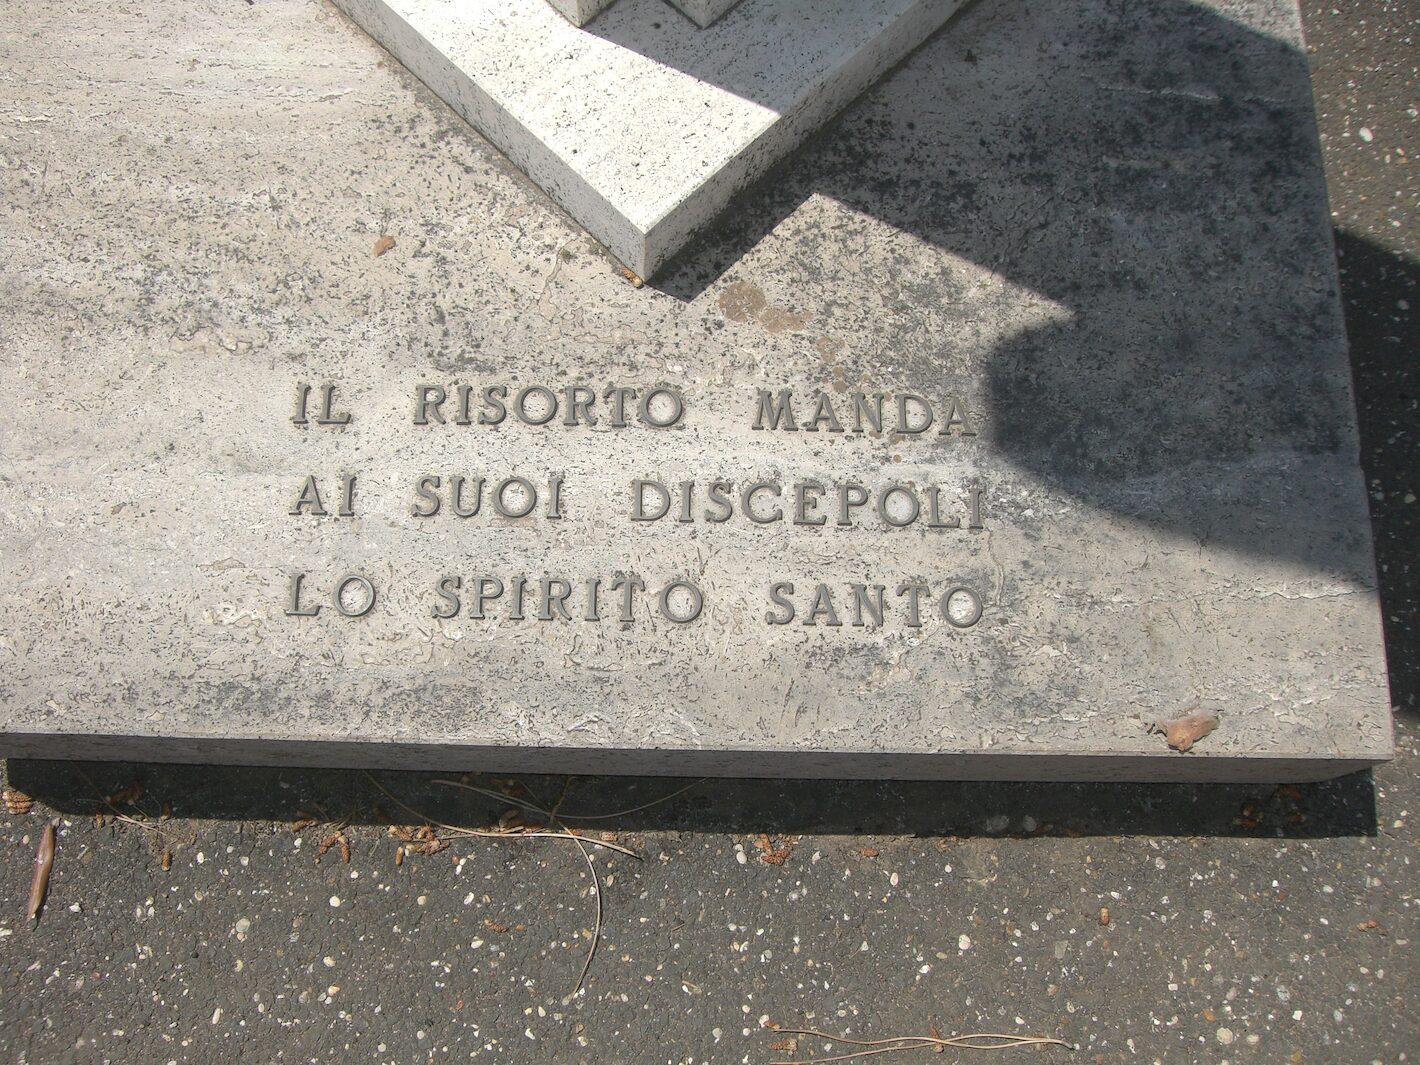 IL RISORTO MANDA
AI SUOI DISCEPOLI
LO SPIRITO SANTO